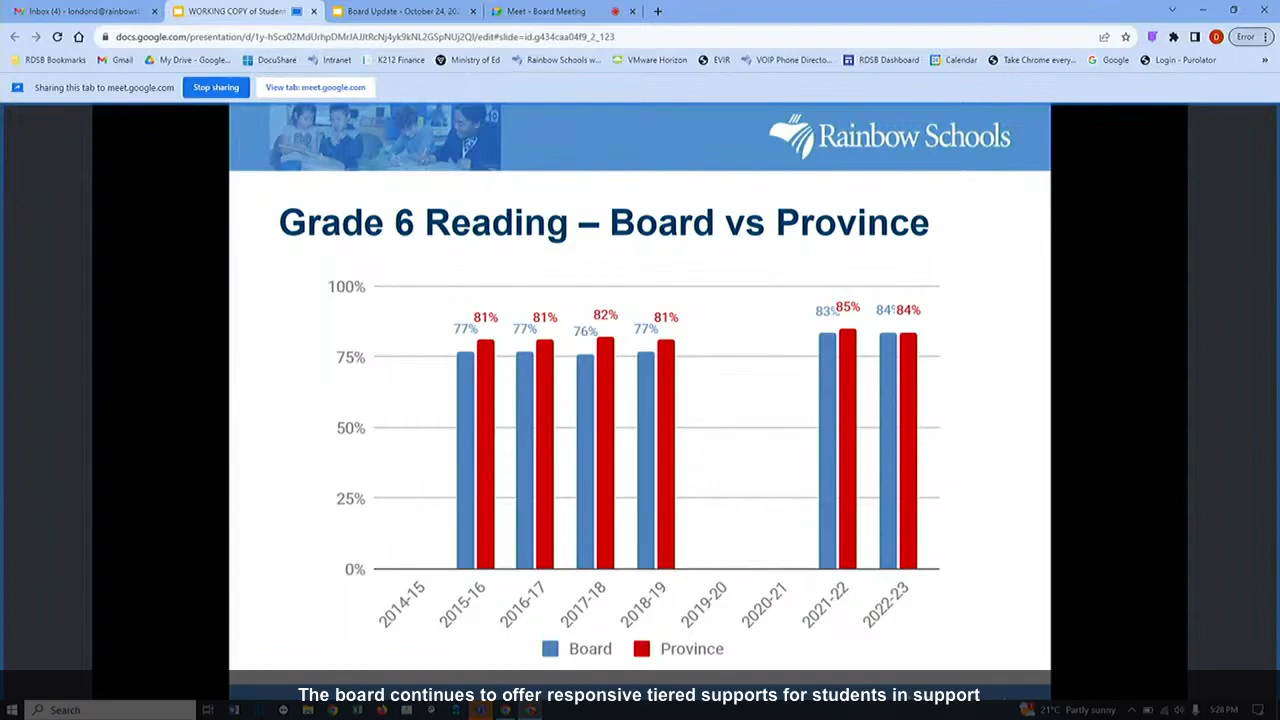 Inbox (4) - londond@rainbows
WORKING COPY of Student
Board Update - October 24, 202
Meet - Board Meeting
docs.google.com/presentation/d/1y-hScx02MdUrhpDMrJAJJtRcNj4yk9kNL2GSpNUj2QI/edit#slide=id.g434caa04f9_2_123
D
Error
RDSB Bookmarks
Gmail
My Drive - Google...
DocuShare
Intranet
K212 Finance
Ministry of Ed
Rainbow Schools w...
VMware Horizon
EVIR
VOIP Phone Directo...
RDSB Dashboard
Calendar
Take Chrome every...
Google
Login - Purolator
»
Sharing this tab to meet.google.com
Stop sharing
View tab: meet.google.com
Rainbow Schools
Grade 6 Reading – Board vs Province
100%
75%
50%
25%
0%
77% 81%
77% 81%
76% 82%
77% 81%
83% 85%
84% 84%
2014-15
2015-16
2016-17
2017-18
2018-19
2019-20
2020-21
2021-22
2022-23
Board
Province
The board continues to offer responsive tiered supports for students in support
Search
21°C Partly sunny
5:28 PM